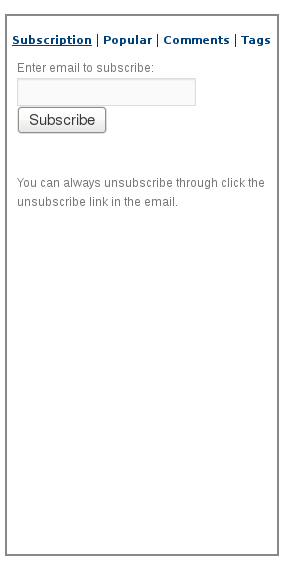 Subscription | Popular | Comments | Tags
Enter email to subscribe:
Subscribe
You can always unsubscribe through click the
unsubscribe link in the email.